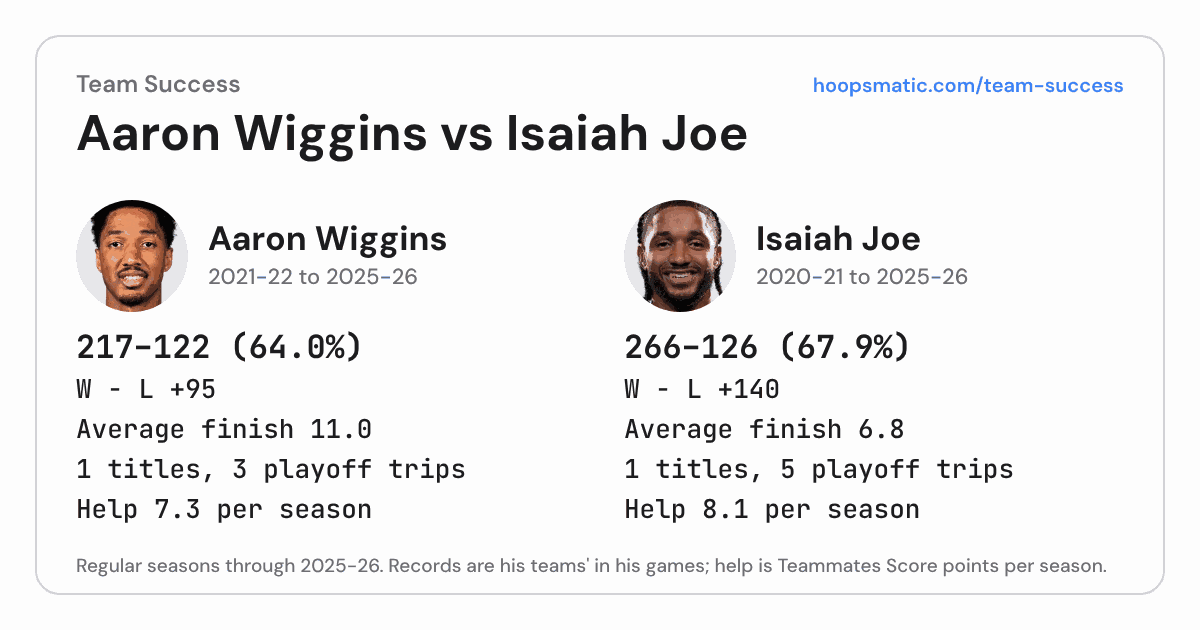 Team Success
hoopsmatic.com/team-success
Aaron Wiggins vs Isaiah Joe
Aaron Wiggins
2021-22 to 2025-26
217-122 (64.0%)
W - L +95
Average finish 11.0
1 titles, 3 playoff trips
Help 7.3 per season
Isaiah Joe
2020-21 to 2025-26
266-126 (67.9%)
W - L +140
Average finish 6.8
1 titles, 5 playoff trips
Help 8.1 per season
Regular seasons through 2025-26. Records are his teams' in his games; help is Teammates Score points per season.